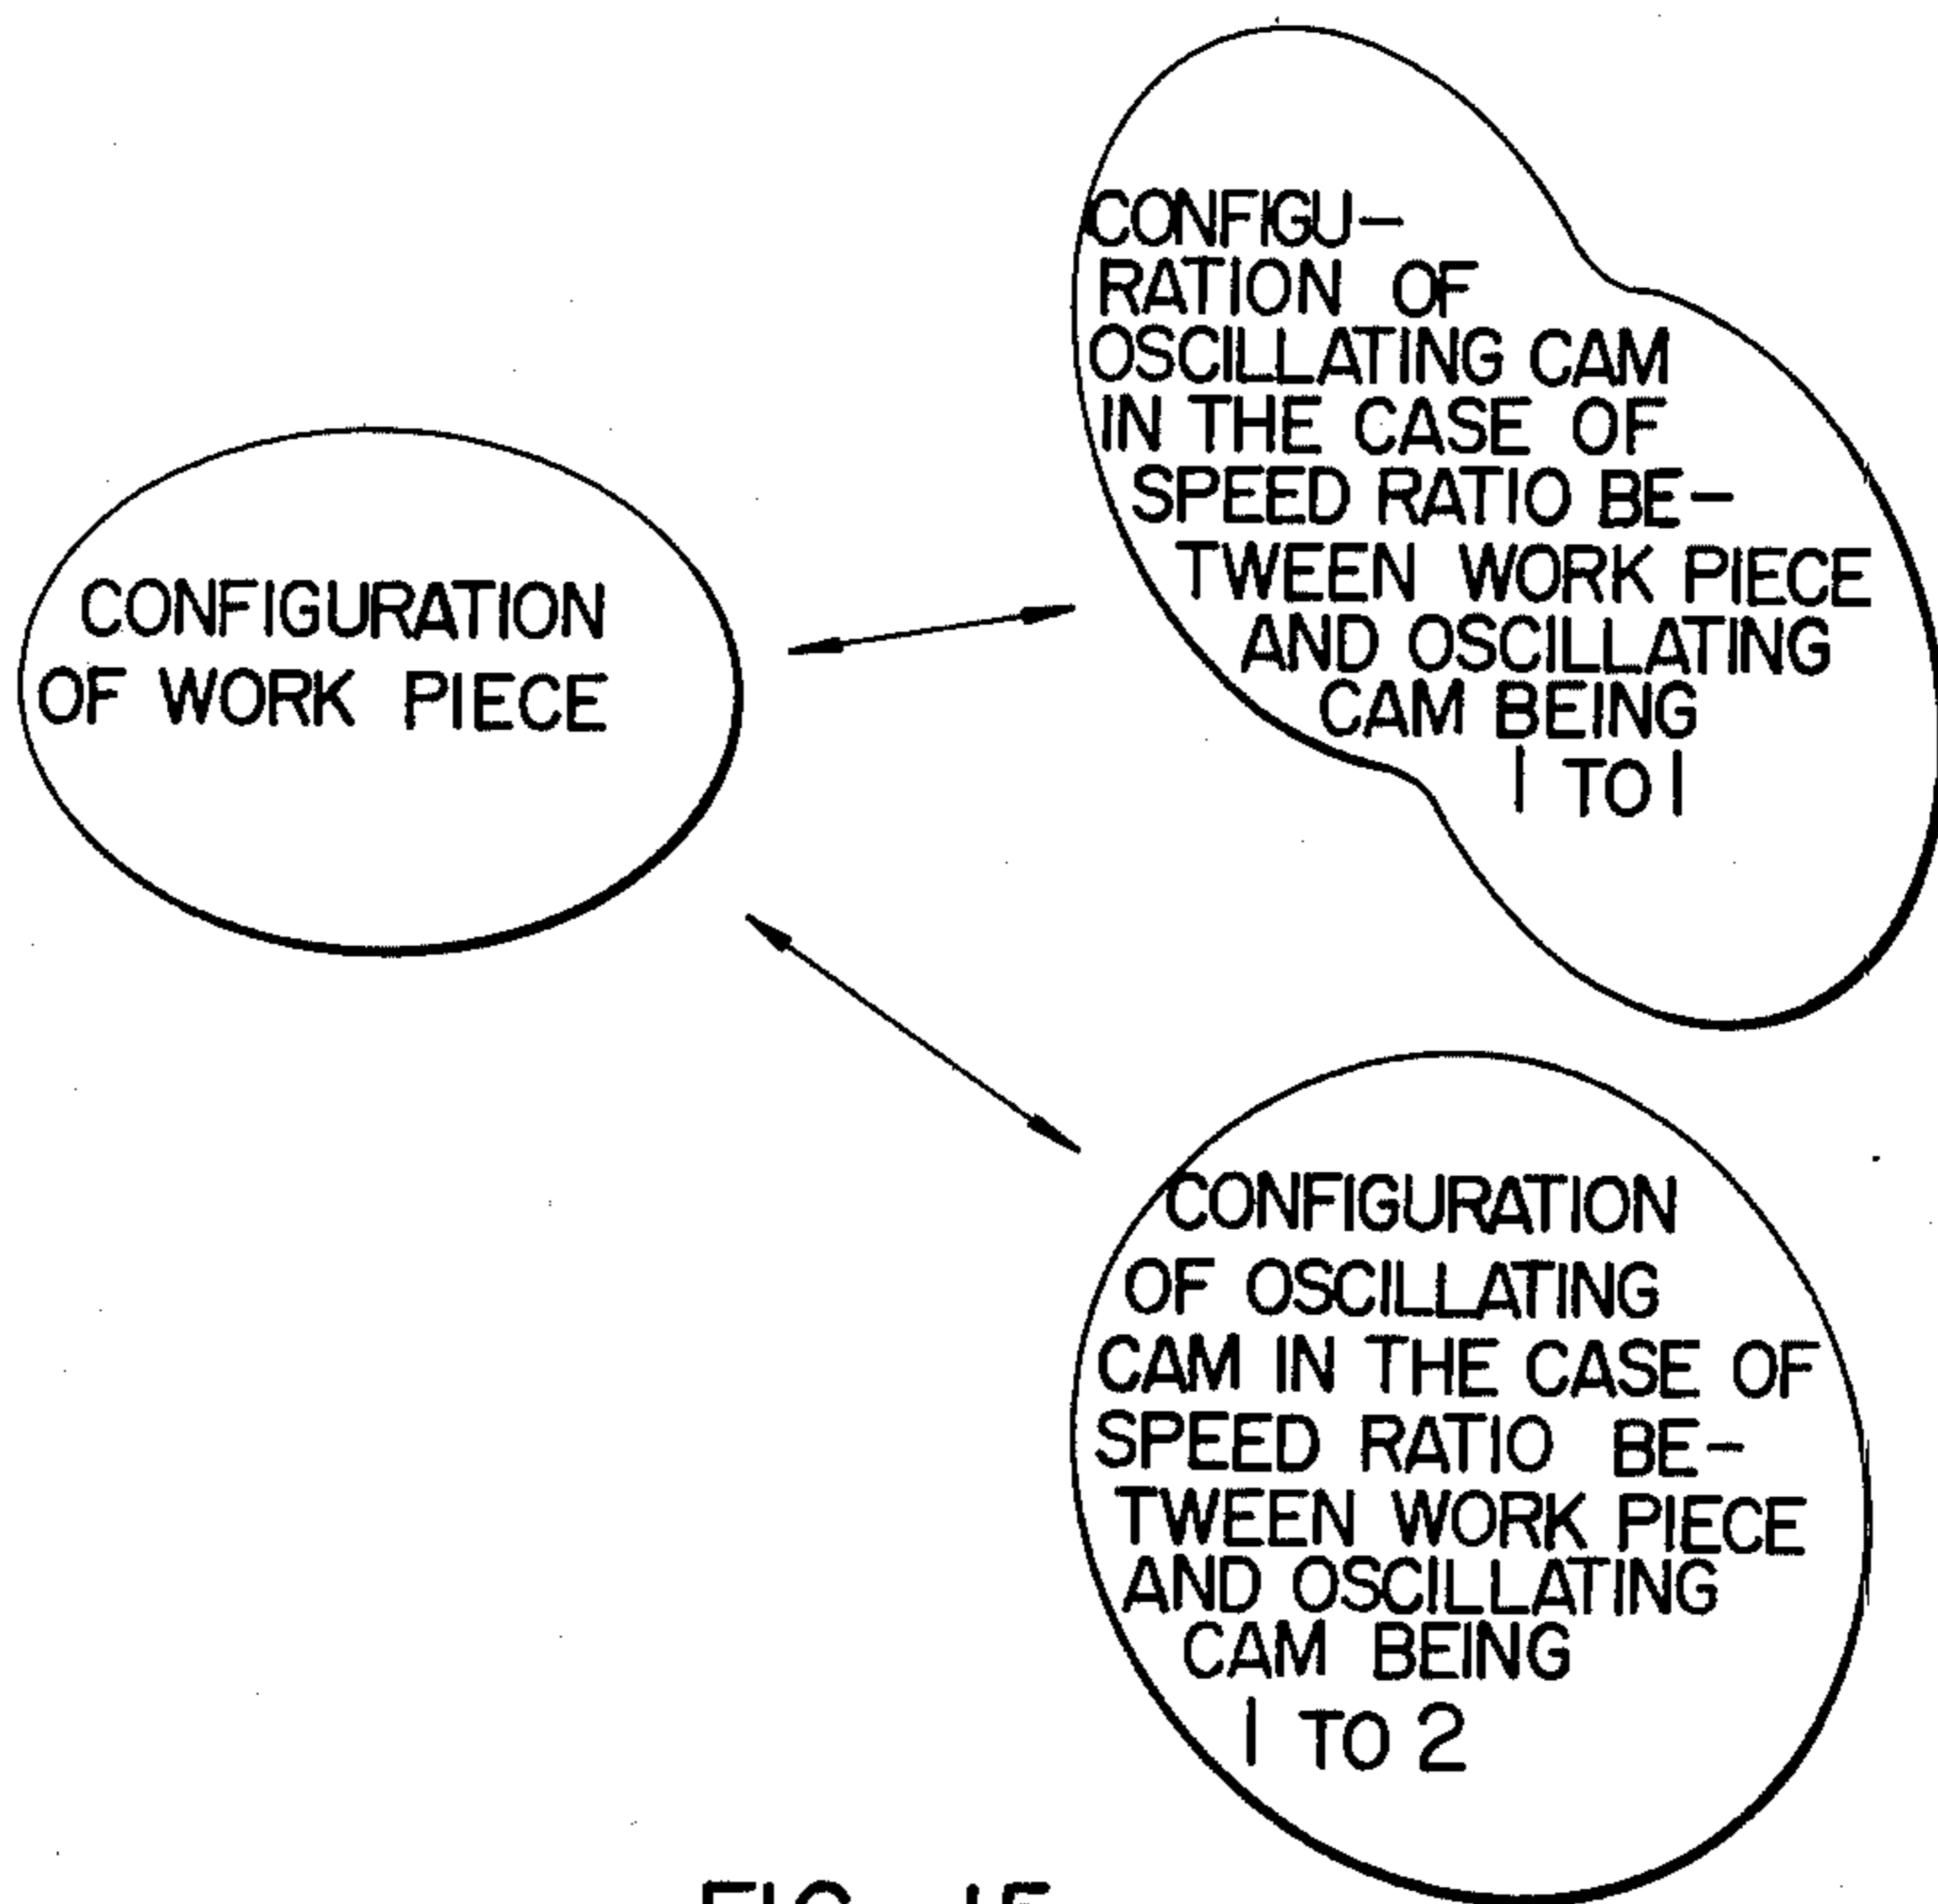 CONFIGURATION
OF WORK PIECE
CONFIGU-
RATION OF
OSCILLATING CAM
IN THE CASE OF
SPEED RATIO BE-
TWEEN WORK PIECE
AND OSCILLATING
CAM BEING
1 TO 1
CONFIGURATION
OF OSCILLATING
CAM IN THE CASE OF
SPEED RATIO BE-
TWEEN WORK PIECE
AND OSCILLATING
CAM BEING
1 TO 2
FIG.